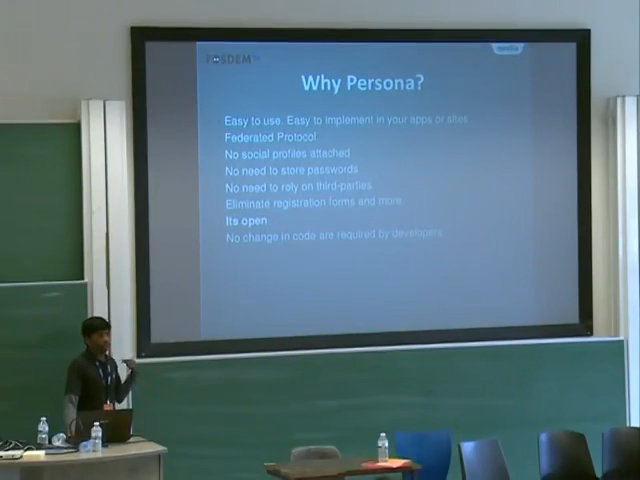 FOSDEM
mozilla
Why Persona?
Easy to use. Easy to implement in your apps or sites
Federated Protocol
No social profiles attached
No need to store passwords
No need to rely on third-parties
Eliminate registration forms and more
Its open
No change in code are required by developers